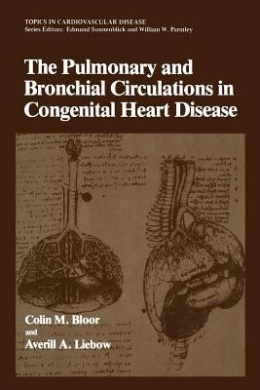 TOPICS IN CARDIOVASCULAR DISEASE
Series Editors: Edmund Sonnenblick and William W. Parmley
The Pulmonary and
Bronchial Circulations in
Congenital Heart Disease
Colin M. Bloor
and
Averill A. Liebow